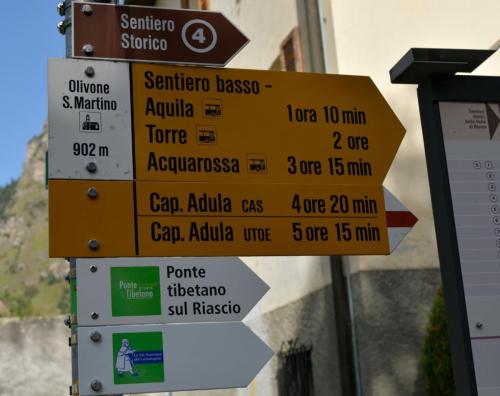 Sentiero
Storico
4
Olivone
S. Martino
902 m
Sentiero basso -
Aquila 1 ora 10 min
Torre 2 ore
Acquarossa 3 ore 15 min
Cap. Adula CAS 4 ore 20 min
Cap. Adula UTOE 5 ore 15 min
Ponte
Tibetano
Ponte
tibetano
sul Riascio